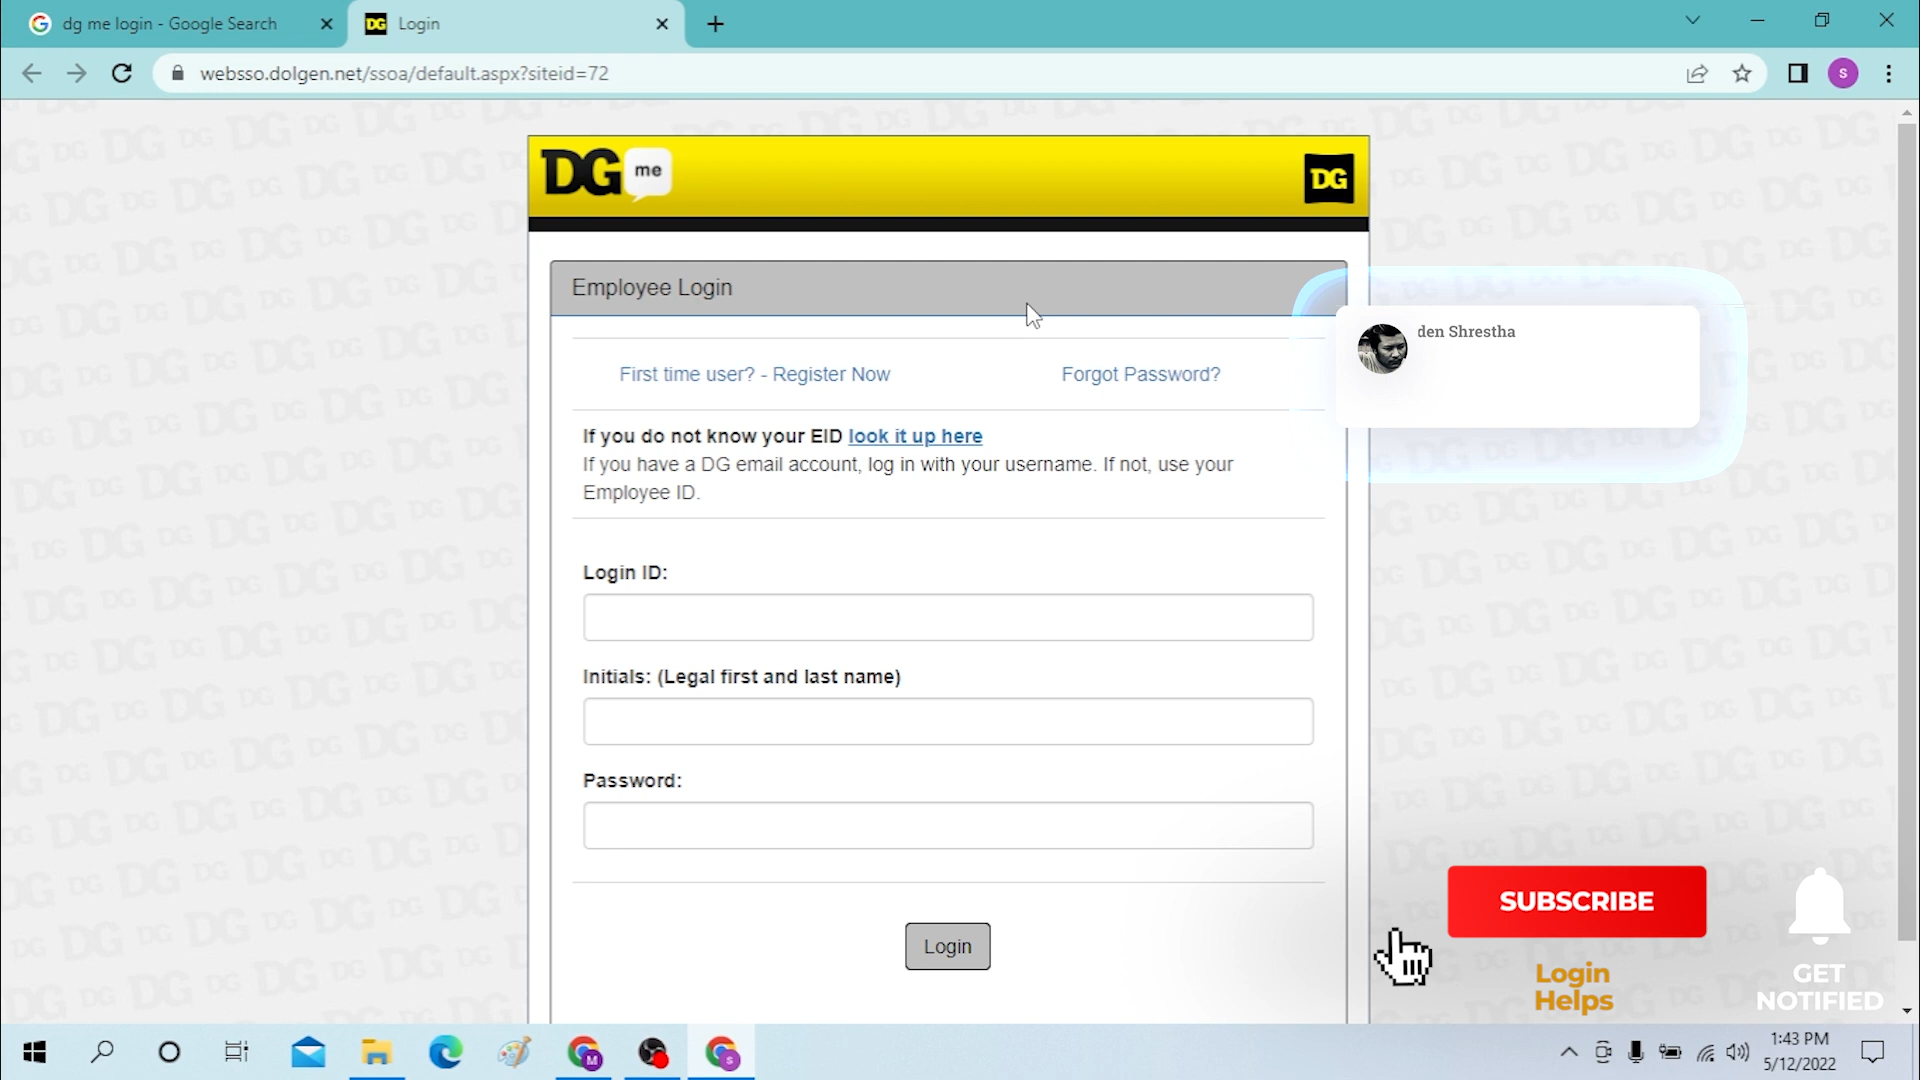 dg me login - Google Search
DG
Login
websso.dolgen.net/ssoa/default.aspx?siteid=72
s
DG me
DG
Employee Login
First time user? - Register Now
Forgot Password?
If you do not know your EID look it up here
If you have a DG email account, log in with your username. If not, use your
Employee ID.
den Shrestha
Login ID:
Initials: (Legal first and last name)
Password:
Login
SUBSCRIBE
Login
Helps
GET
NOTIFIED
M
s
1:43 PM
5/12/2022